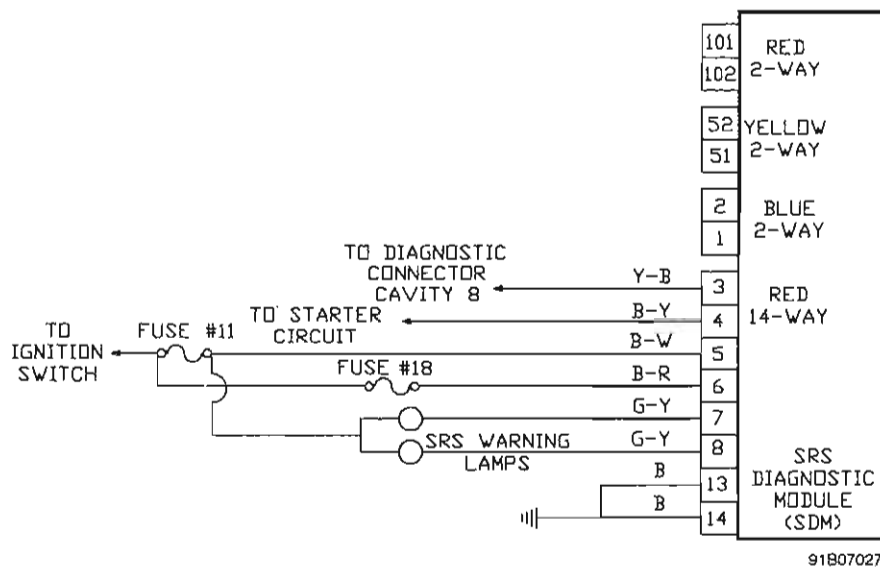 101
102
RED
2-WAY
52
51
YELLOW
2-WAY
2
1
BLUE
2-WAY
TO DIAGNOSTIC
CONNECTOR
CAVITY 8
Y-B
3
RED
14-WAY
TO STARTER
CIRCUIT
B-Y
4
TO
IGNITION
SWITCH
FUSE #11
B-W
5
FUSE #18
B-R
6
G-Y
7
SRS WARNING
LAMPS
G-Y
8
B
13
B
14
SRS
DIAGNOSTIC
MODULE
(SDM)
91B07027